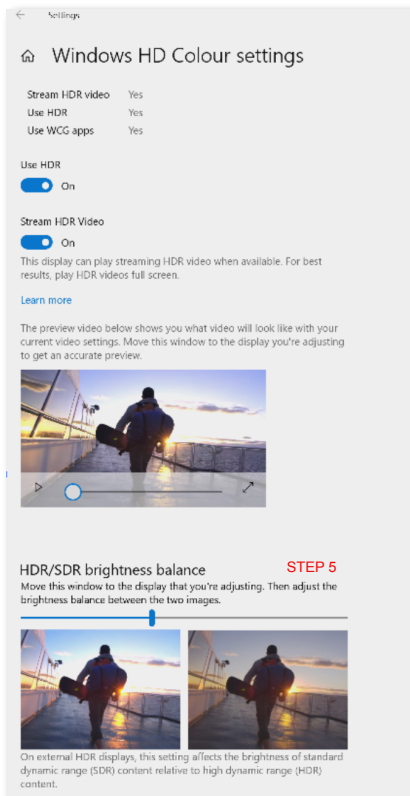 Settings
Windows HD Colour settings
Stream HDR video Yes
Use HDR Yes
Use WCG apps Yes
Use HDR
On
Stream HDR Video
On
This display can play streaming HDR video when available. For best
results, play HDR videos full screen.
Learn more
The preview video below shows you what video will look like with your
current video settings. Move this window to the display you're adjusting
to get an accurate preview.
HDR/SDR brightness balance STEP 5
Move this window to the display that you're adjusting. Then adjust the
brightness balance between the two images.
On external HDR displays, this setting affects the brightness of standard
dynamic range (SDR) content relative to high dynamic range (HDR)
content.